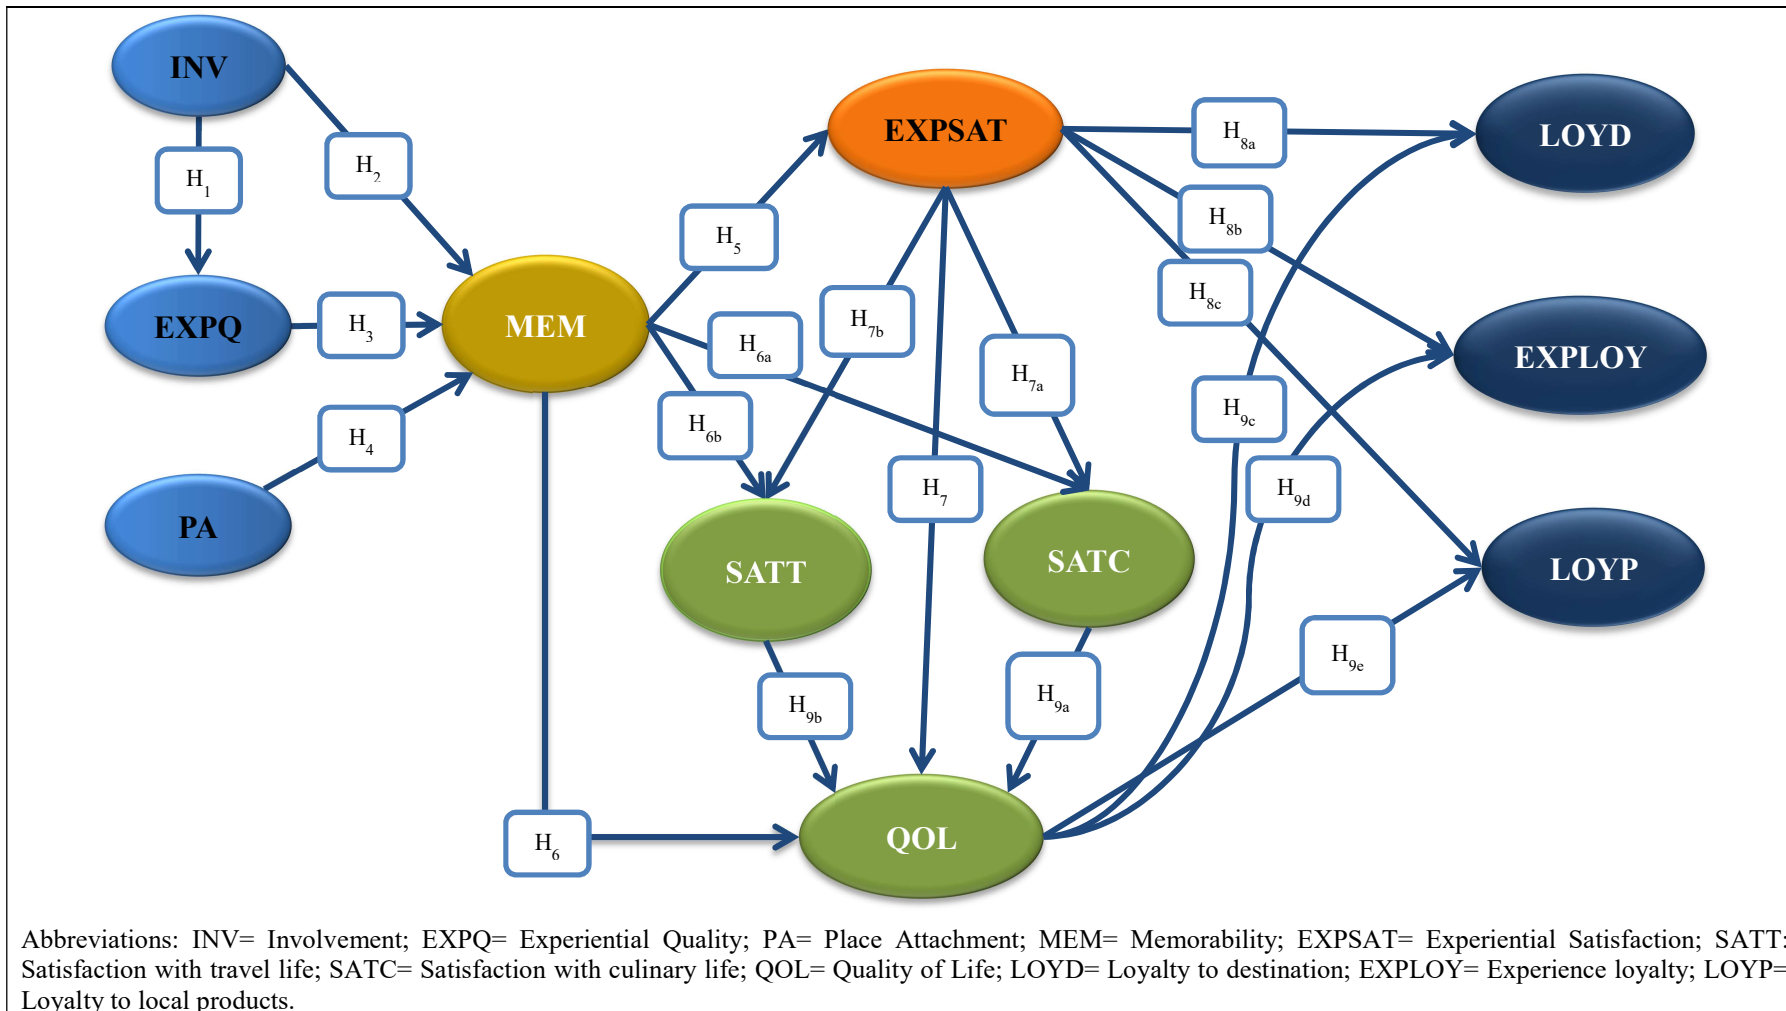 INV
EXPSAT
LOYD
H8a
H2
H1
H8b
H5
H8c
EXPQ
H3
MEM
H7b
H6a
EXPLOY
H7a
H9c
H6b
H4
H7
H9d
PA
SATT
SATC
LOYP
H9e
H9b
H9a
QOL
H6
Abbreviations: INV= Involvement; EXPQ= Experiential Quality; PA= Place Attachment; MEM= Memorability; EXPSAT= Experiential Satisfaction; SATT:
Satisfaction with travel life; SATC= Satisfaction with culinary life; QOL= Quality of Life; LOYD= Loyalty to destination; EXPLOY= Experience loyalty; LOYP=
Loyalty to local products.